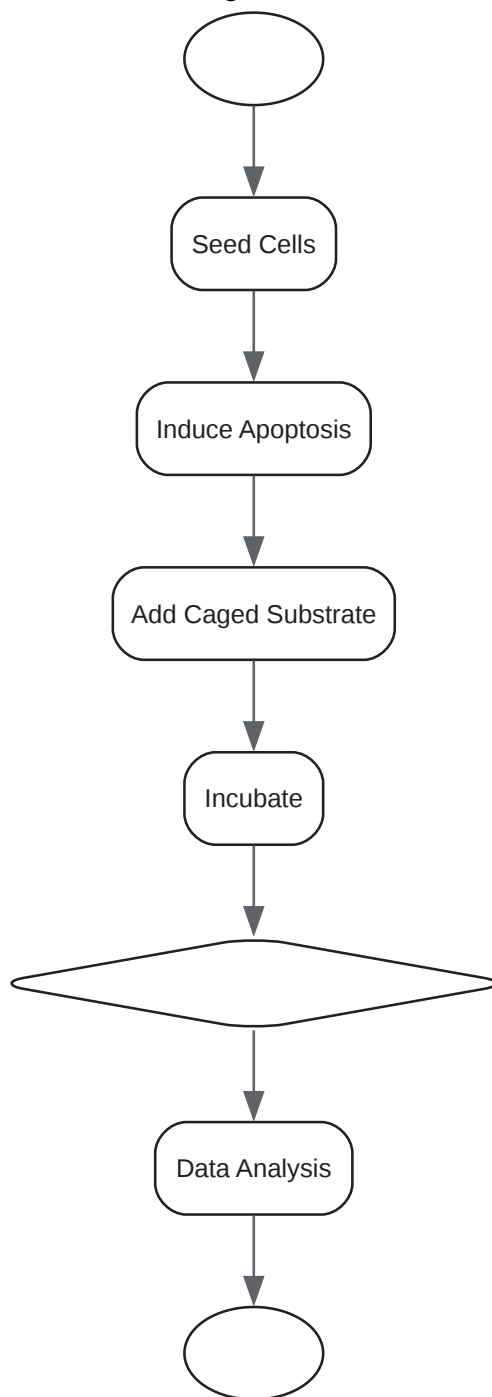 Seed Cells
Induce Apoptosis
Add Caged Substrate
Incubate
Data Analysis